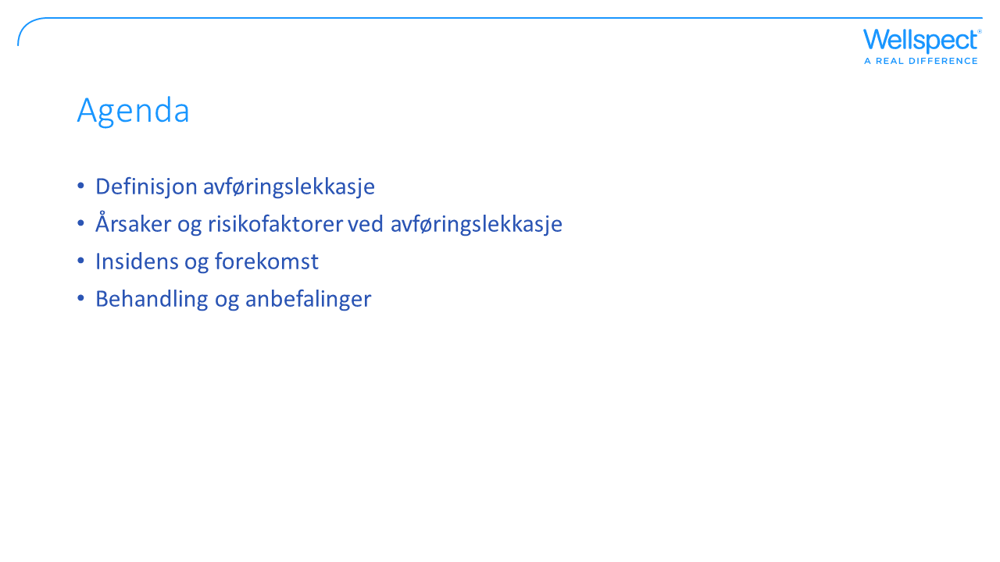 Wellspect®
A REAL DIFFERENCE
Agenda
• Definisjon avføringslekkasje
• Årsaker og risikofaktorer ved avføringslekkasje
• Insidens og forekomst
• Behandling og anbefalinger